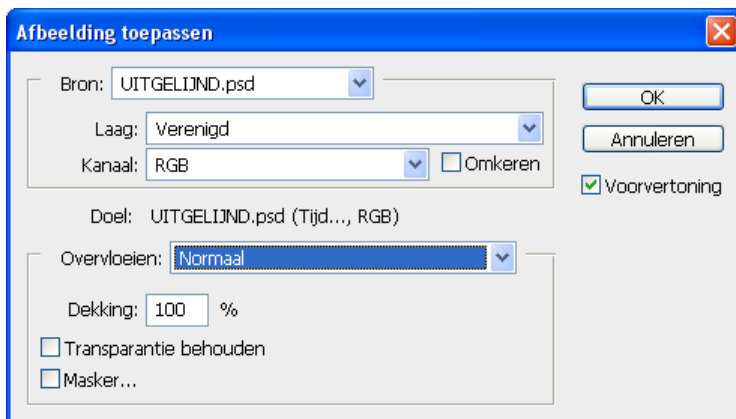 Afbeelding toepassen
Bron: UITGELIJND.psd
OK
Laag: Verenigd
Annuleren
Kanaal: RGB Omkeren
Voorvertoning
Doel: UITGELIJND.psd (Tijd..., RGB)
Overvloeien: Normaal
Dekking: 100 %
Transparantie behouden
Masker...